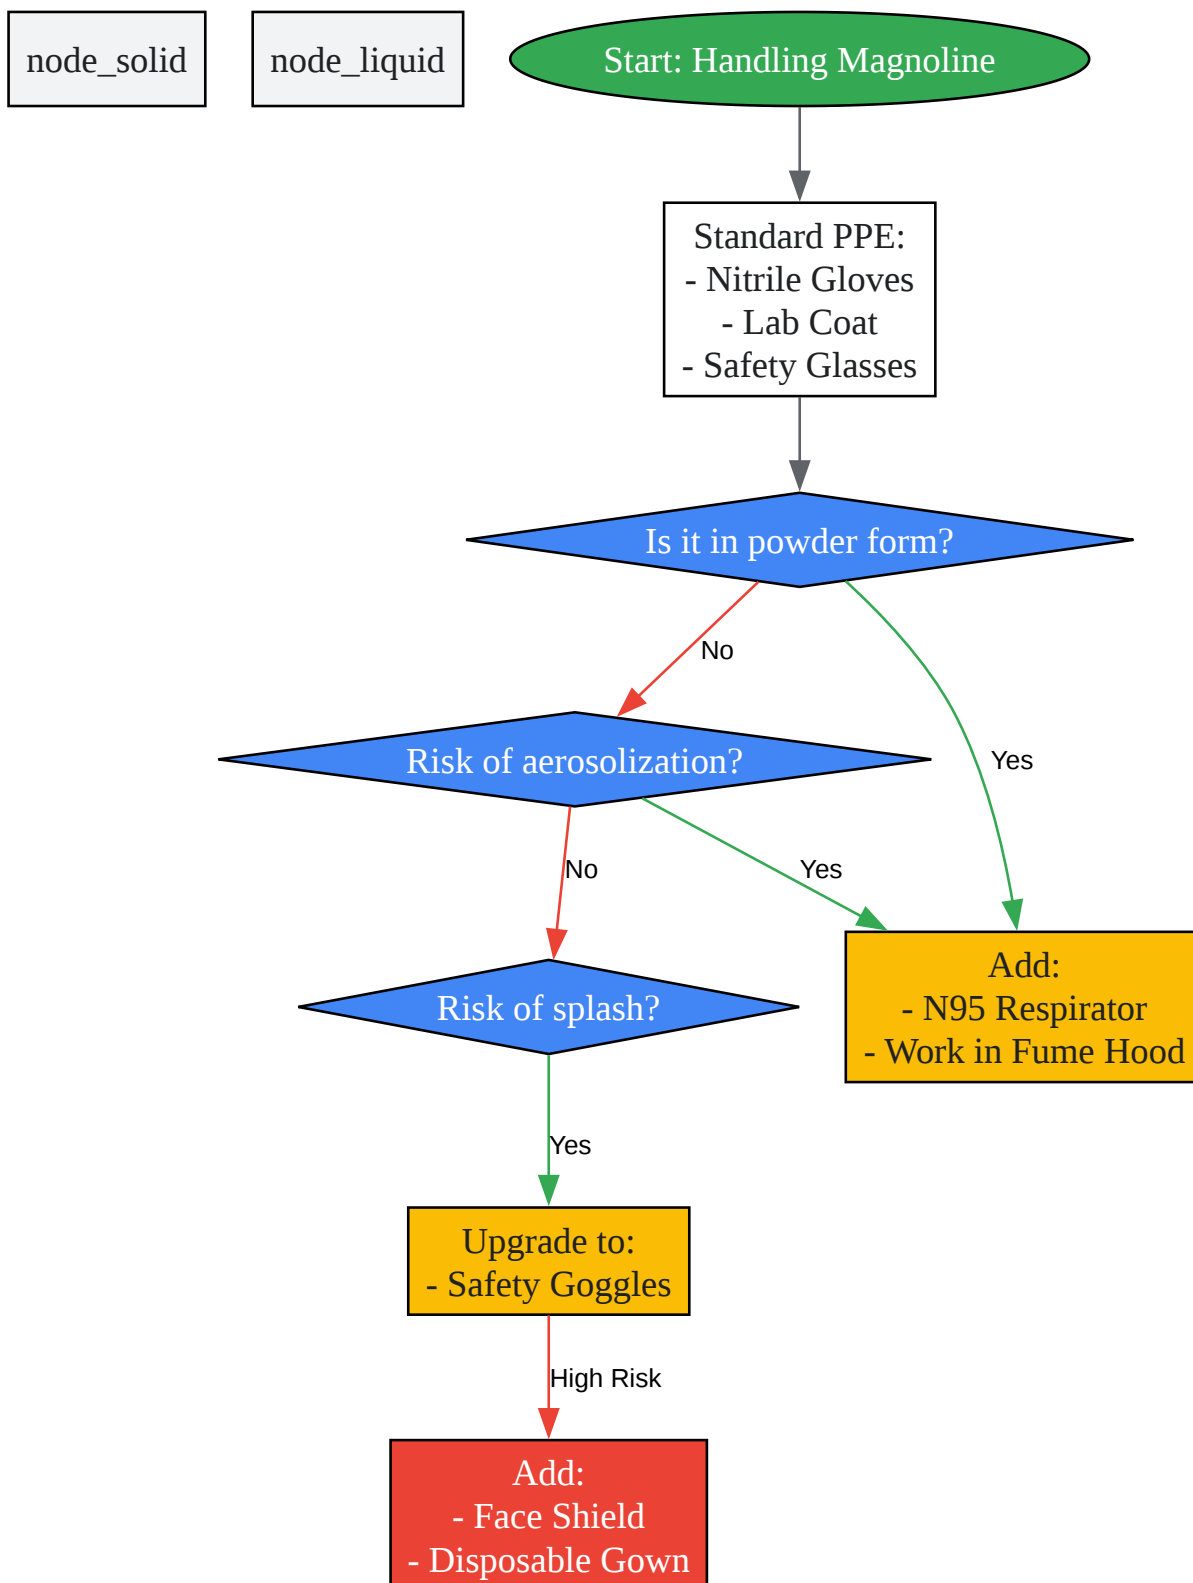 node_solid
node_liquid
Start: Handling Magnoline
Standard PPE:
- Nitrile Gloves
- Lab Coat
- Safety Glasses
Is it in powder form?
No
Yes
Risk of aerosolization?
No
Yes
Add:
- N95 Respirator
- Work in Fume Hood
Risk of splash?
Yes
Upgrade to:
- Safety Goggles
High Risk
Add:
- Face Shield
- Disposable Gown